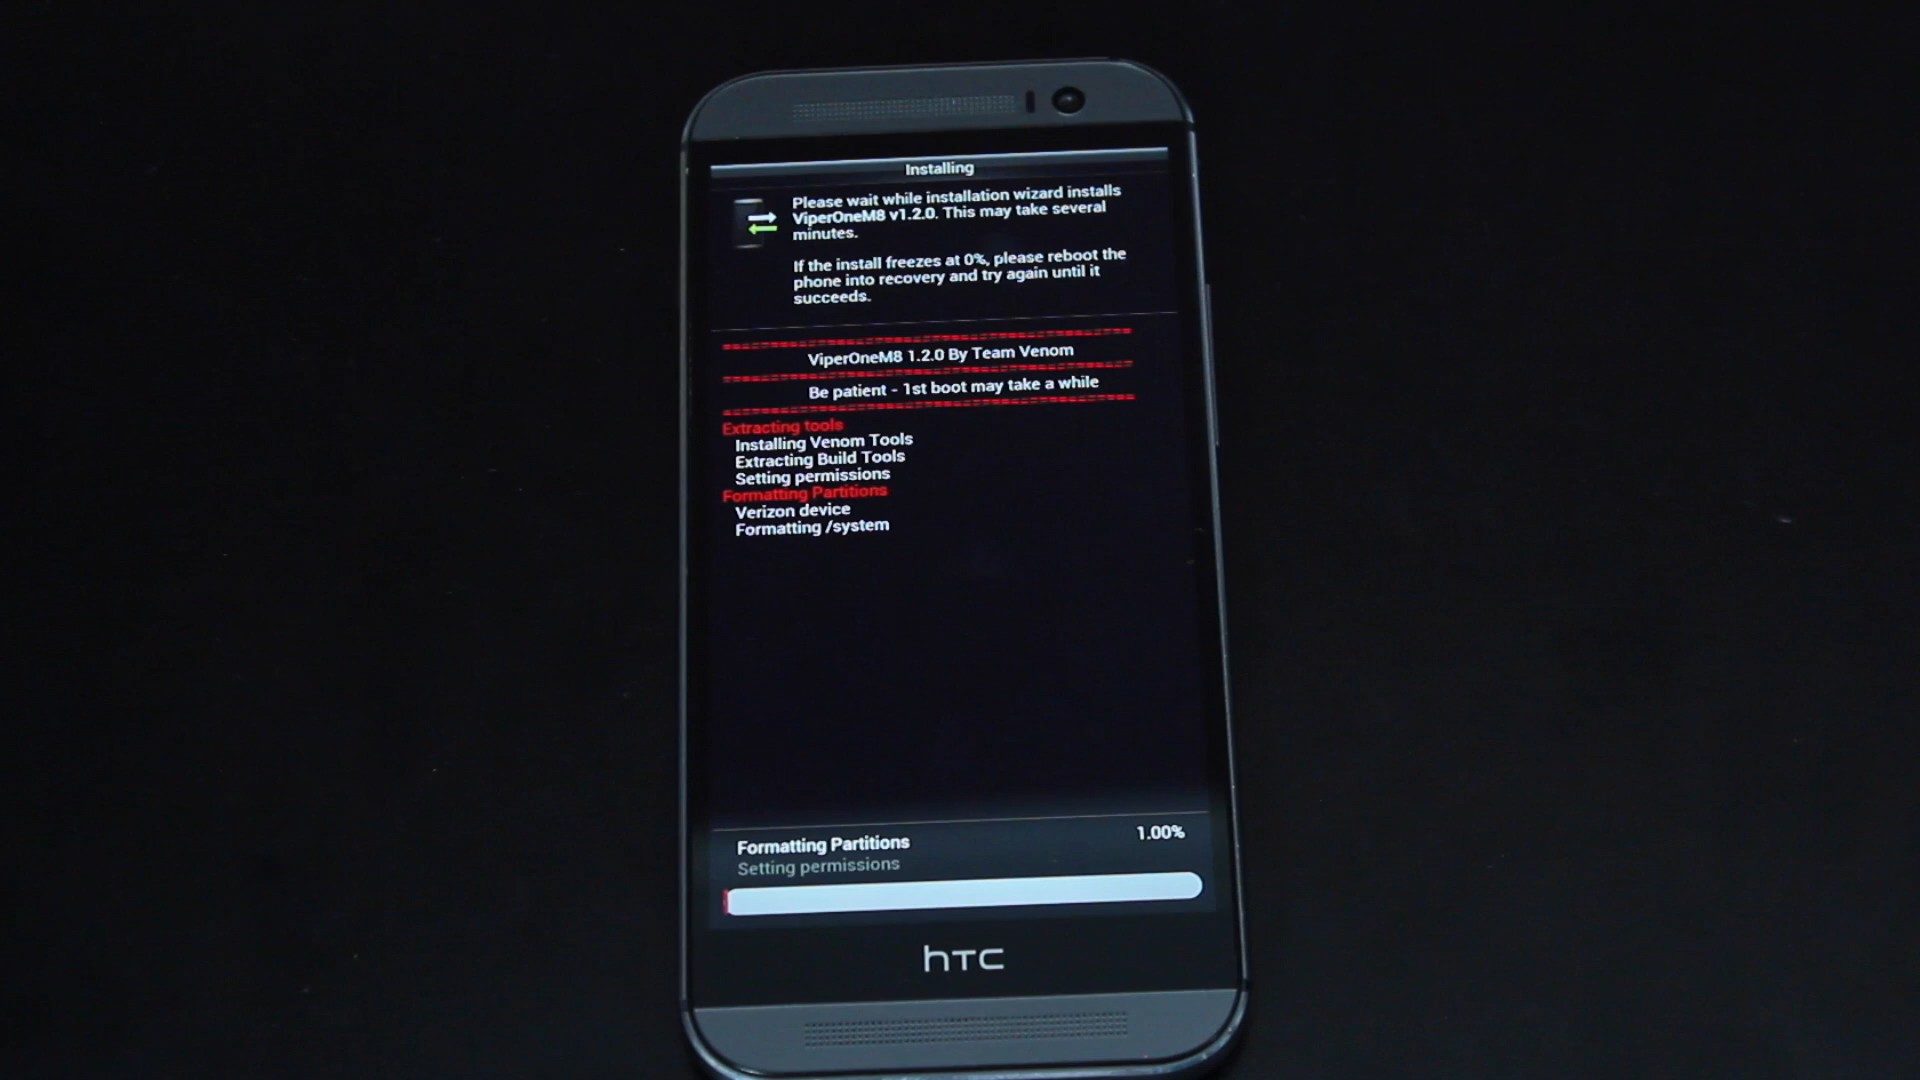 Installing
Please wait while installation wizard installs
ViperOneM8 v1.2.0. This may take several
minutes.
If the install freezes at 0%, please reboot the
phone into recovery and try again until it
succeeds.
ViperOneM8 1.2.0 By Team Venom
Be patient - 1st boot may take a while
Extracting tools
Installing Venom Tools
Extracting Build Tools
Setting permissions
Formatting Partitions
Verizon device
Formatting /system
Formatting Partitions 1.00%
Setting permissions
hTC